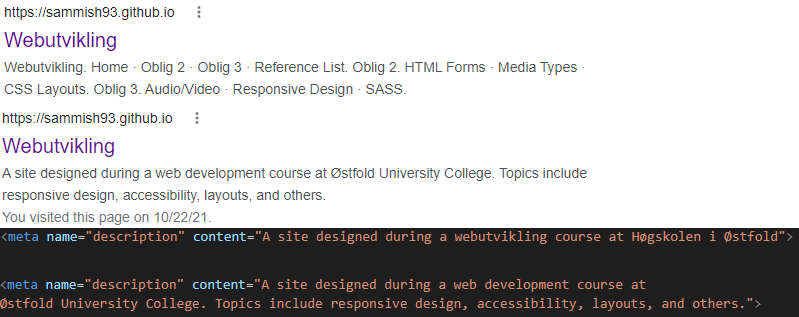 https://sammish93.github.io
Webutvikling
Webutvikling. Home · Oblig 2 · Oblig 3 · Reference List. Oblig 2. HTML Forms · Media Types ·
CSS Layouts. Oblig 3. Audio/Video · Responsive Design · SASS.
https://sammish93.github.io
Webutvikling
A site designed during a web development course at Østfold University College. Topics include
responsive design, accessibility, layouts, and others.
You visited this page on 10/22/21.
<meta name="description" content="A site designed during a webutvikling course at Høgskolen i Østfold">
<meta name="description" content="A site designed during a web development course at
Østfold University College. Topics include responsive design, accessibility, layouts, and others.">